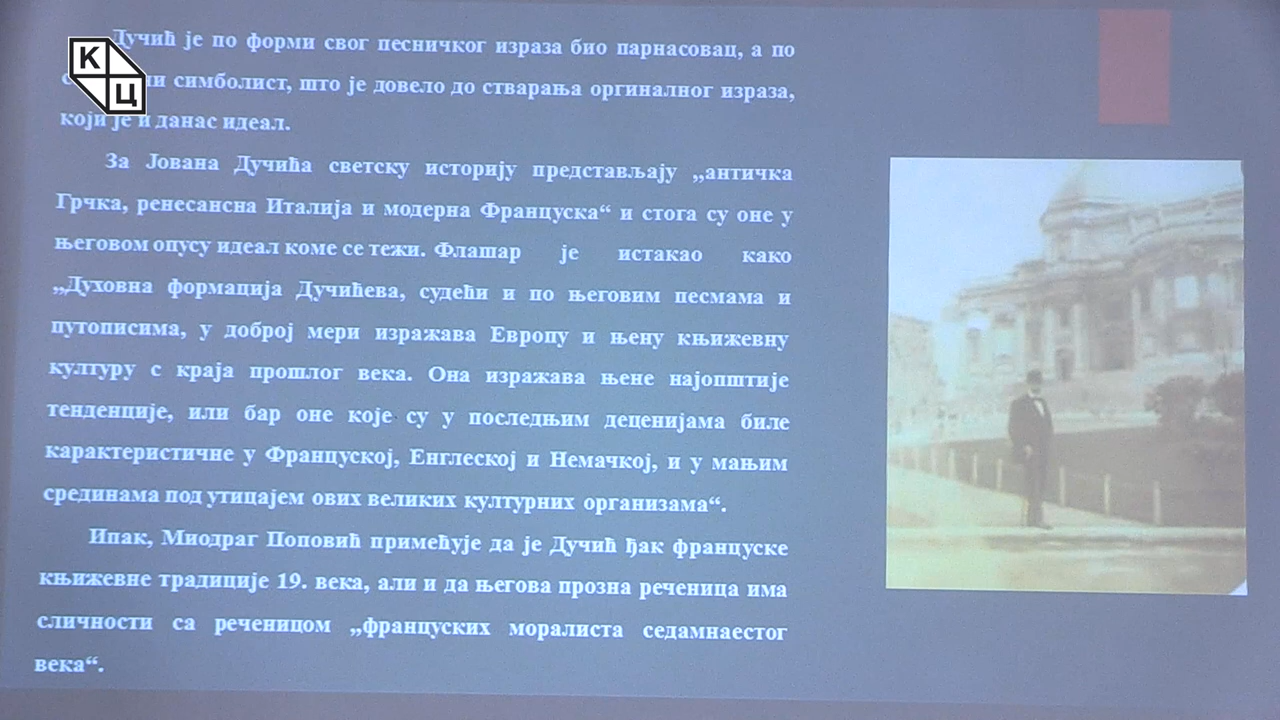 К
Ц
Дучић је по форми свог песничког израза био парнасовац, а по
симболист, што је довело до стварања оргиналног израза,
који је и данас идеал.
За Јована Дучића светску историју представљају „античка
Грчка, ренесансна Италија и модерна Француска“ и стога су оне у
његовом опусу идеал коме се тежи. Флашар је истакао како
„Духовна формација Дучићева, судећи и по његовим песмама и
путописима, у доброј мери изражава Европу и њену књижевну
културу с краја прошлог века. Она изражава њене најопштије
тенденције, или бар оне које су у последњим деценијама биле
карактеристичне у Француској, Енглеској и Немачкој, и у мањим
срединама под утицајем ових великих културних организама“.
Ипак, Миодраг Поповић примећује да је Дучић ђак француске
књижевне традиције 19. века, али и да његова прозна реченица има
сличности са реченицом „француских моралиста седамнаестог
века“.